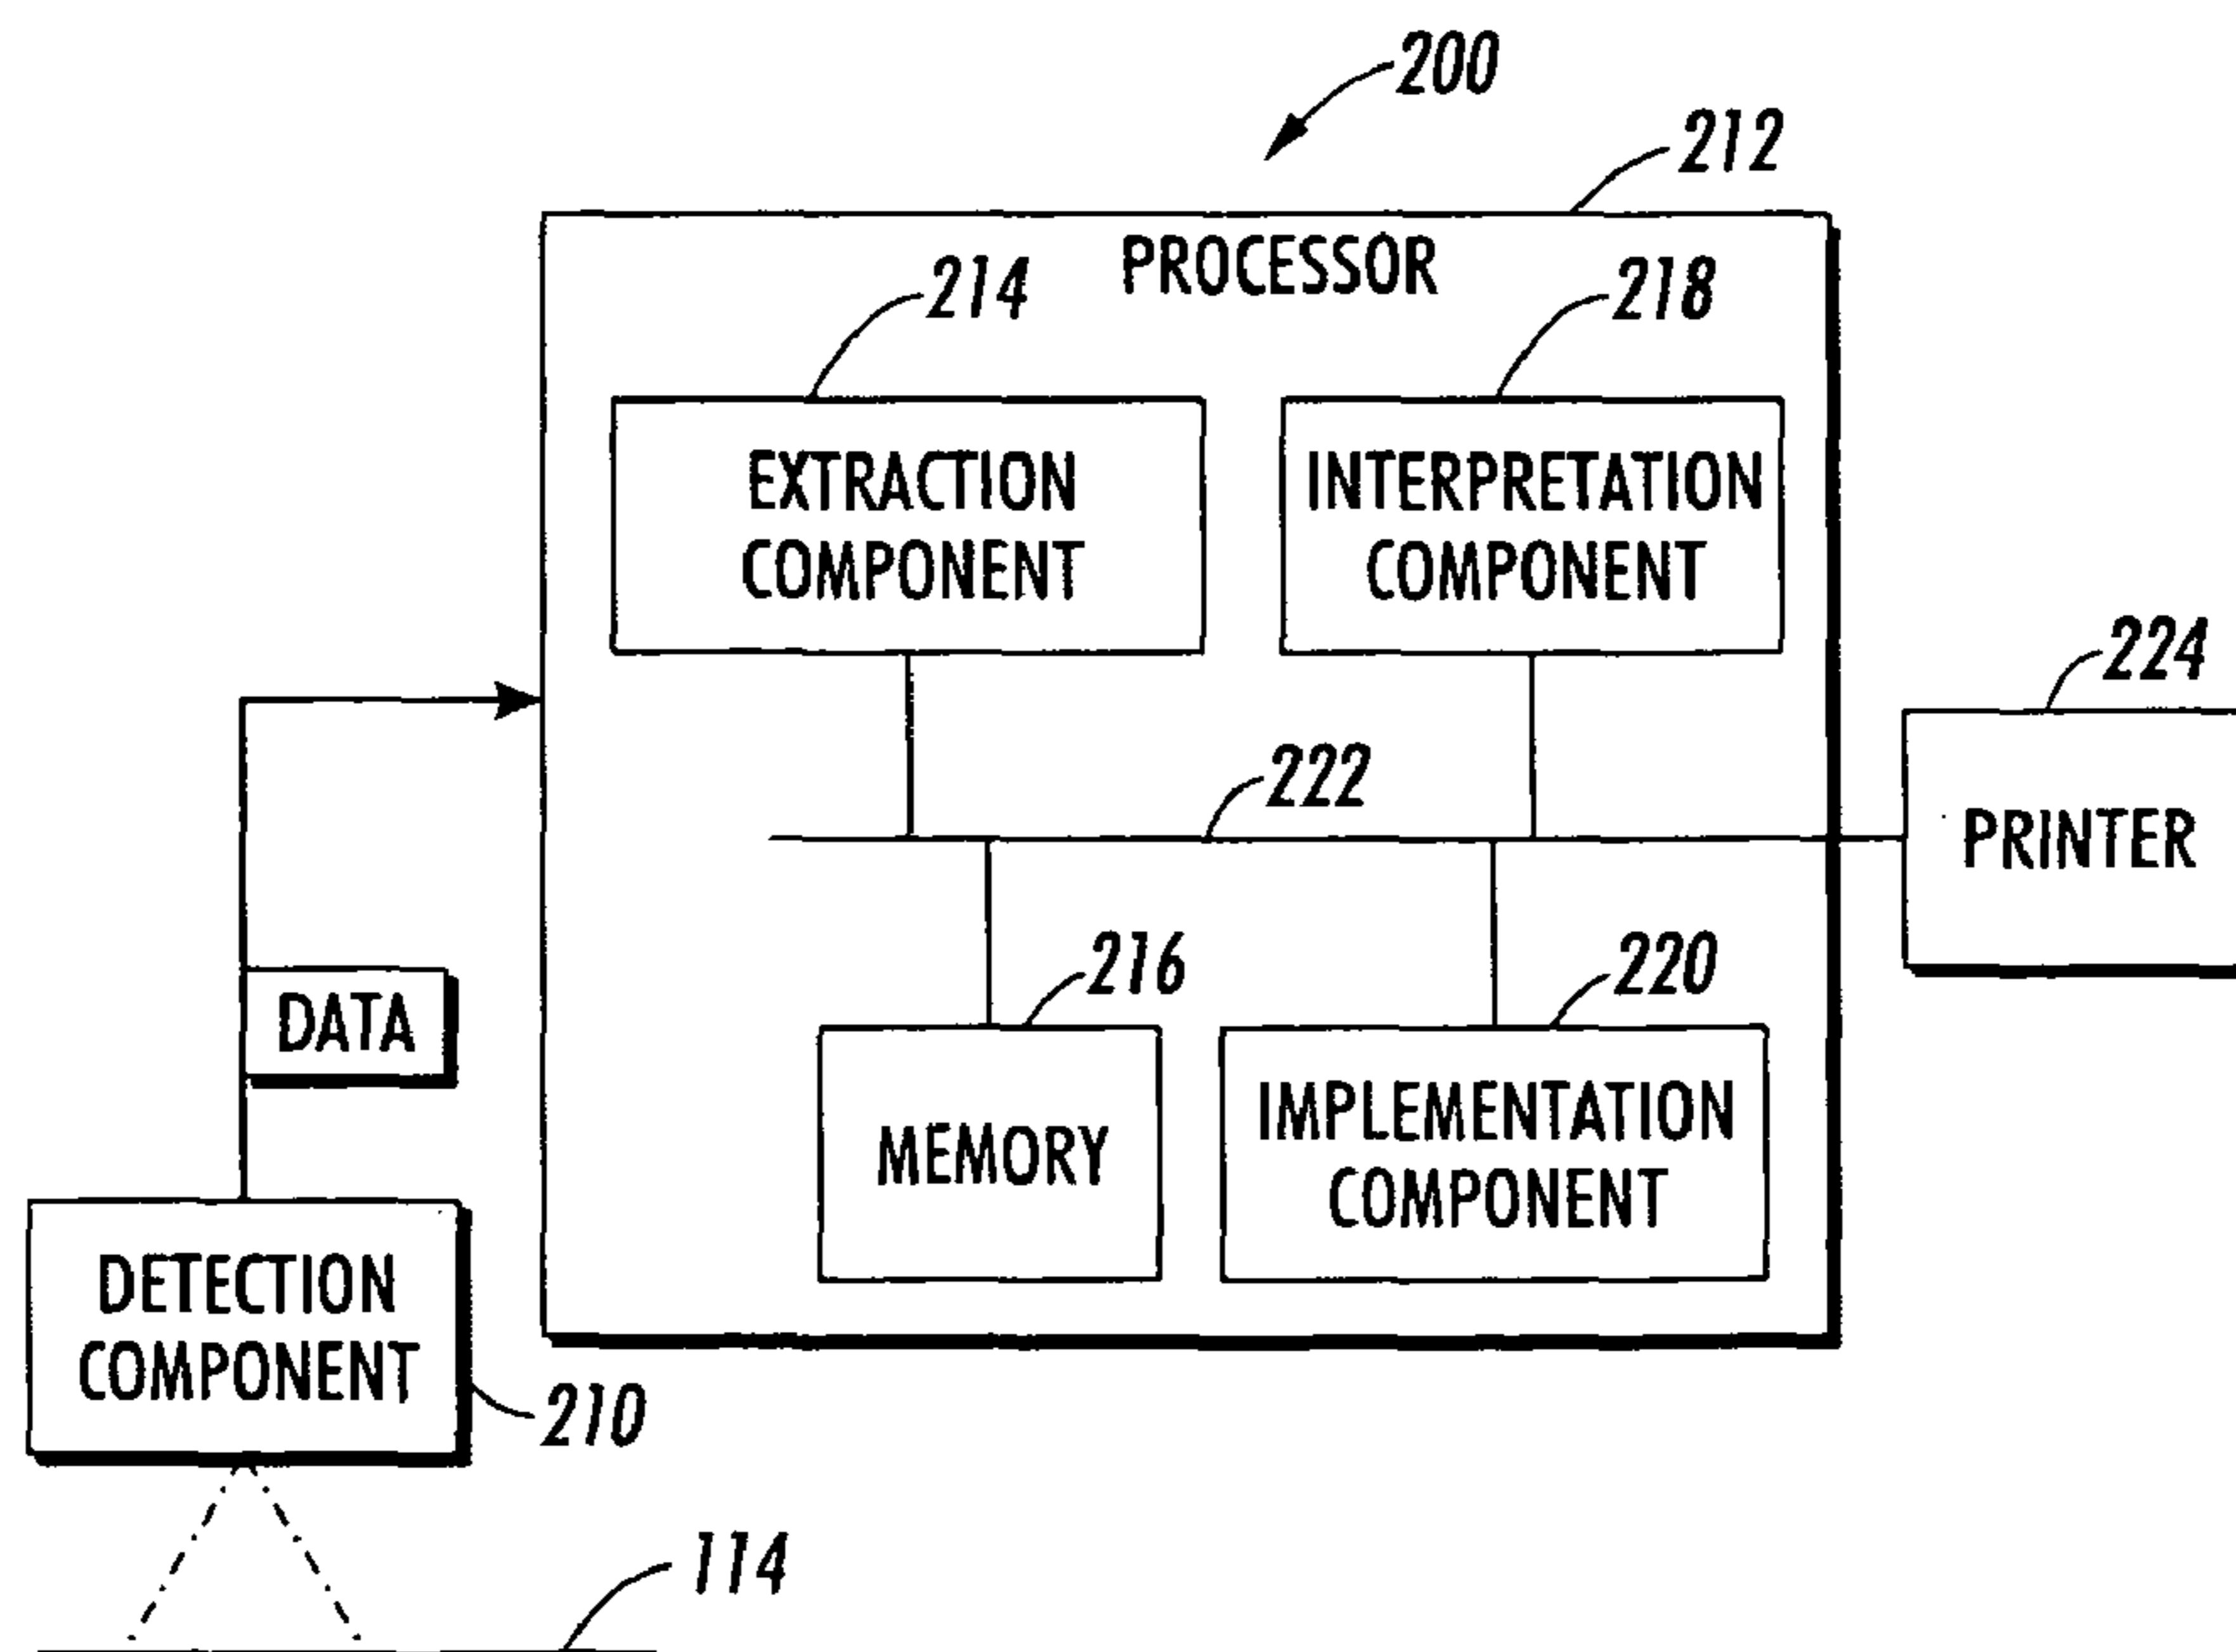 200
212
PROCESSOR
214
218
EXTRACTION
COMPONENT
INTERPRETATION
COMPONENT
224
222
PRINTER
216
220
DATA
MEMORY
IMPLEMENTATION
COMPONENT
DETECTION
COMPONENT
210
114